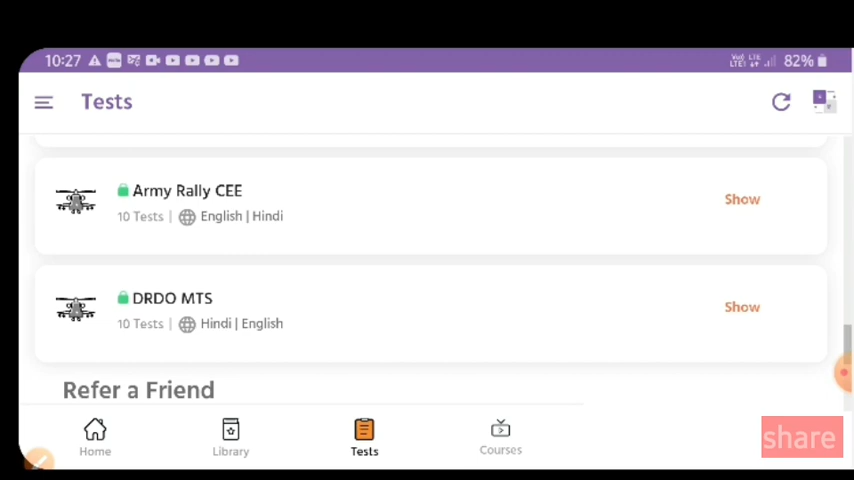 10:27
82%
Tests
Army Rally CEE
10 Tests | English | Hindi
Show
DRDO MTS
10 Tests | Hindi | English
Show
Refer a Friend
Home
Library
Tests
Courses
share